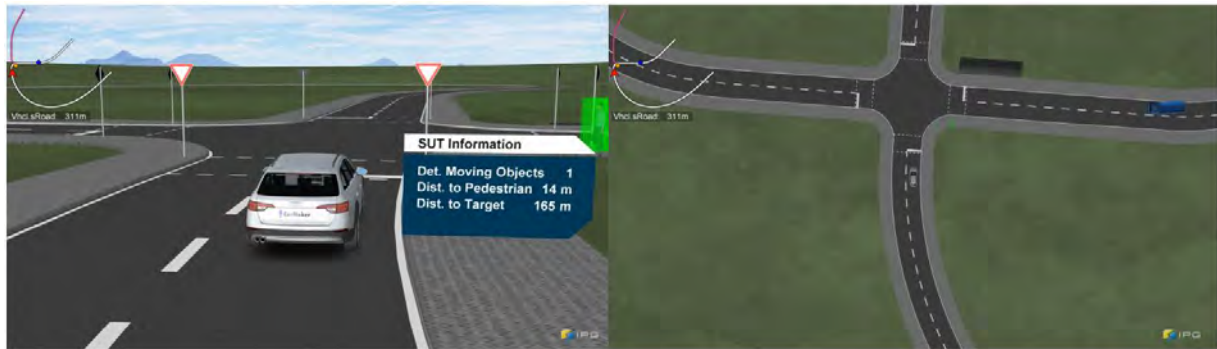 Vhcl.sRoad: 311m
SUT Information
Det. Moving Objects 1
Dist. to Pedestrian 14 m
Dist. to Target 165 m
CarMaker
IPG
Vhcl.sRoad: 311m
IPG